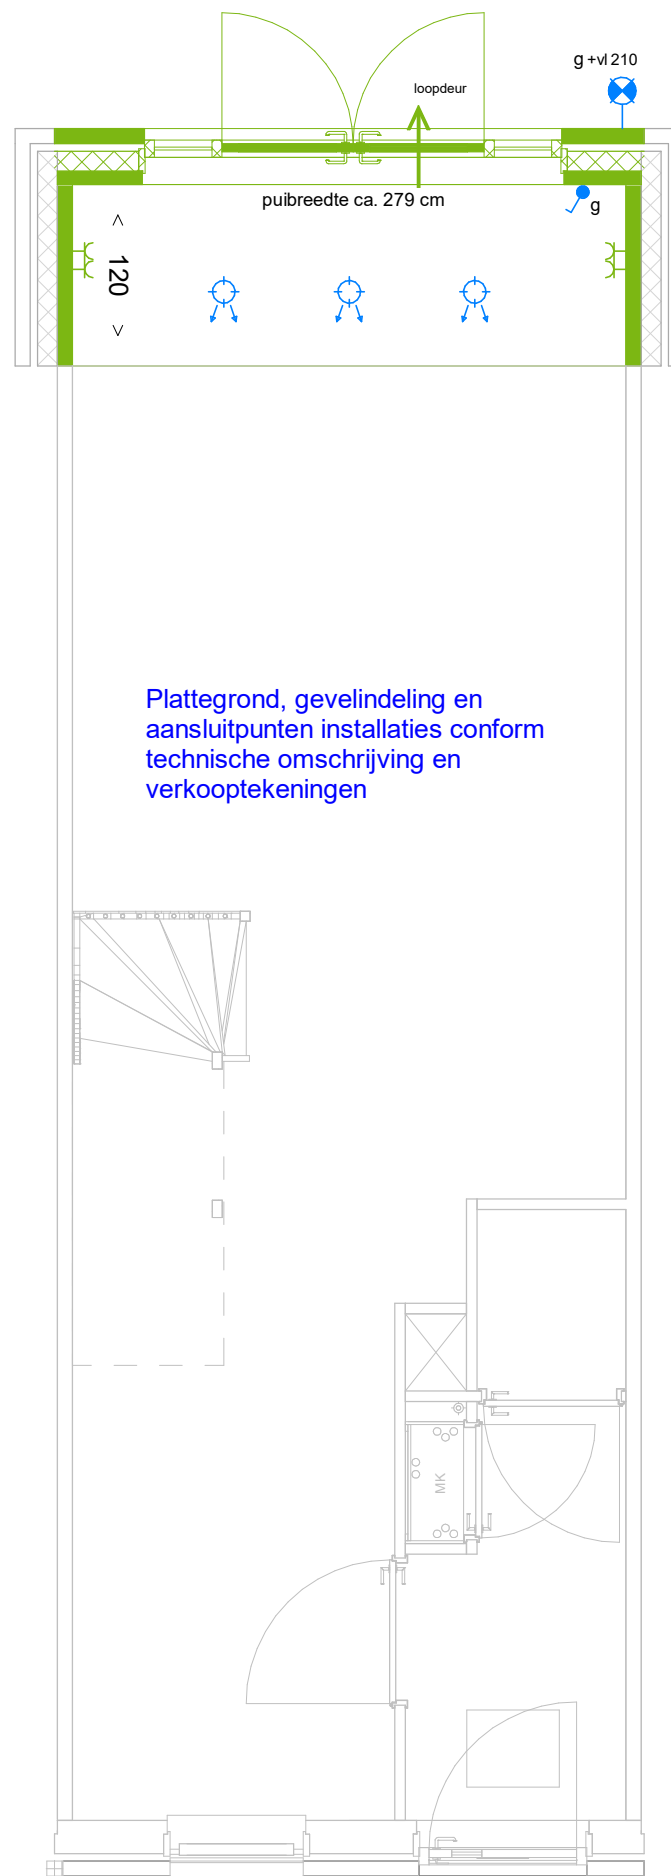 g +vl 210
loopdeur
puibreedte ca. 279 cm
g
< 120 >
Plattegrond, gevelindeling en
aansluitpunten installaties conform
technische omschrijving en
verkooptekeningen
MK